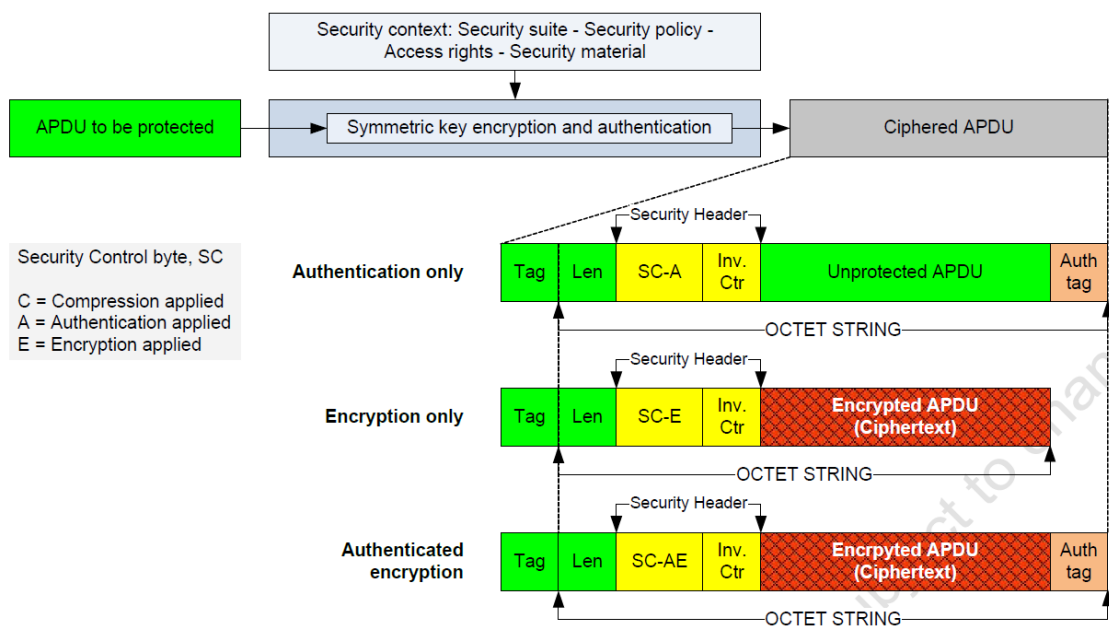 Security context: Security suite - Security policy -
Access rights - Security material
APDU to be protected
Symmetric key encryption and authentication
Ciphered APDU
Security Header
Security Control byte, SC
C = Compression applied
A = Authentication applied
E = Encryption applied
Authentication only
Tag
Len
SC-A
Inv.
Ctr
Unprotected APDU
Auth
tag
OCTET STRING
Security Header
Encryption only
Tag
Len
SC-E
Inv.
Ctr
Encrypted APDU
(Ciphertext)
OCTET STRING
Security Header
Authenticated
encryption
Tag
Len
SC-AE
Inv.
Ctr
Encrpyted APDU
(Ciphertext)
Auth
tag
OCTET STRING
to